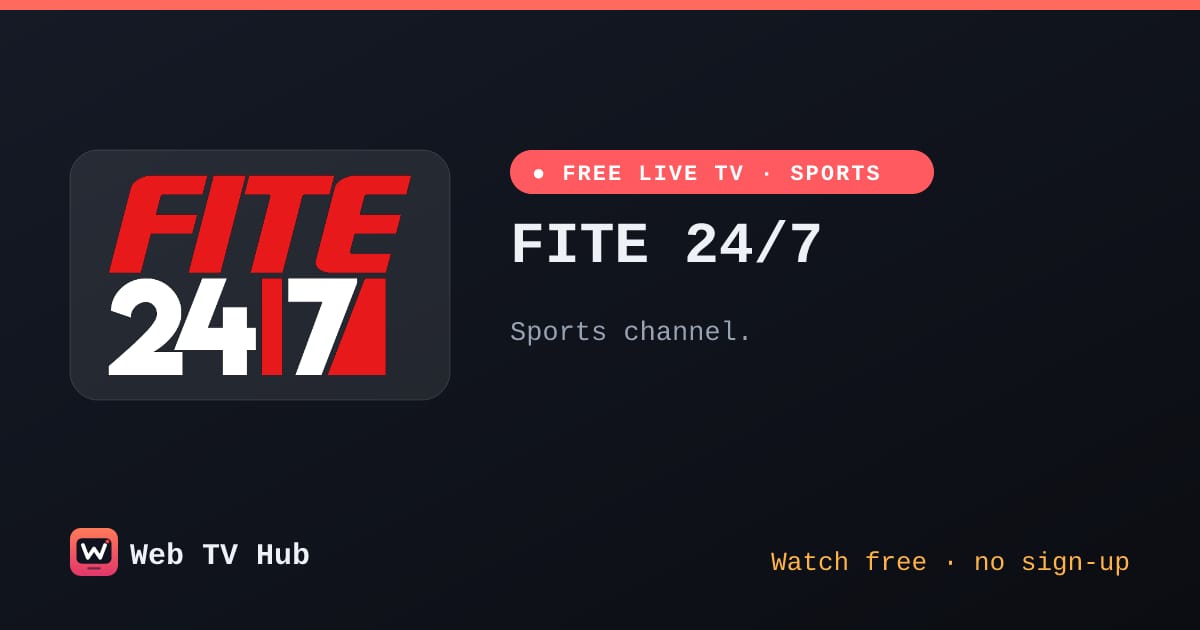 FITE
24/7
● FREE LIVE TV · SPORTS
FITE 24/7
Sports channel.
W
Web TV Hub
Watch free · no sign-up